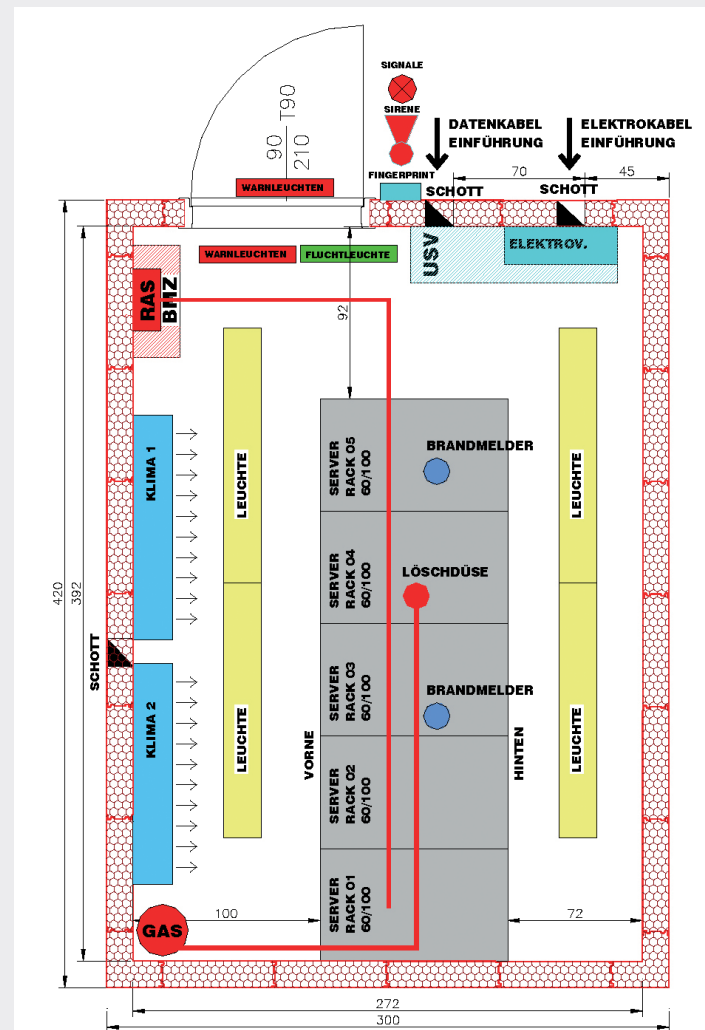 SIGNALE
SIRENE
FINGERPRINT
90 T90
210
WARNLEUCHTEN
DATENKABEL
EINFÜHRUNG
ELEKTROKABEL
EINFÜHRUNG
70
45
SCHOTT
SCHOTT
WARNLEUCHTEN
FLUCHTLEUCHTE
USV
ELEKTROV.
RAS
BMZ
92
KLIMA 1
LEUCHTE
SERVER
RACK 05
60/100
BRANDMELDER
LEUCHTE
SERVER
RACK 04
60/100
LÖSCHDÜSE
420
392
SCHOTT
KLIMA 2
LEUCHTE
VORNE
SERVER
RACK 03
60/100
BRANDMELDER
HINTEN
LEUCHTE
SERVER
RACK 02
60/100
SERVER
RACK 01
60/100
GAS
100
72
272
300